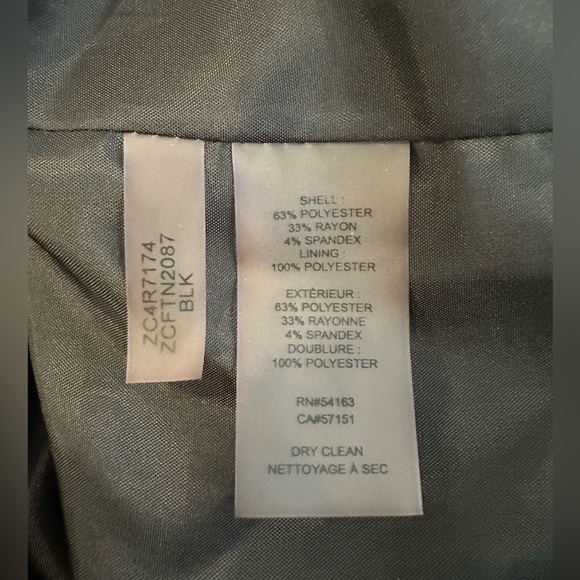 ZC4R7174
ZCFTN2087
BLK
SHELL :
63% POLYESTER
33% RAYON
4% SPANDEX
LINING :
100% POLYESTER
EXTÉRIEUR :
63% POLYESTER
33% RAYONNE
4% SPANDEX
DOUBLURE :
100% POLYESTER
RN#54163
CA#57151
DRY CLEAN
NETTOYAGE À SEC